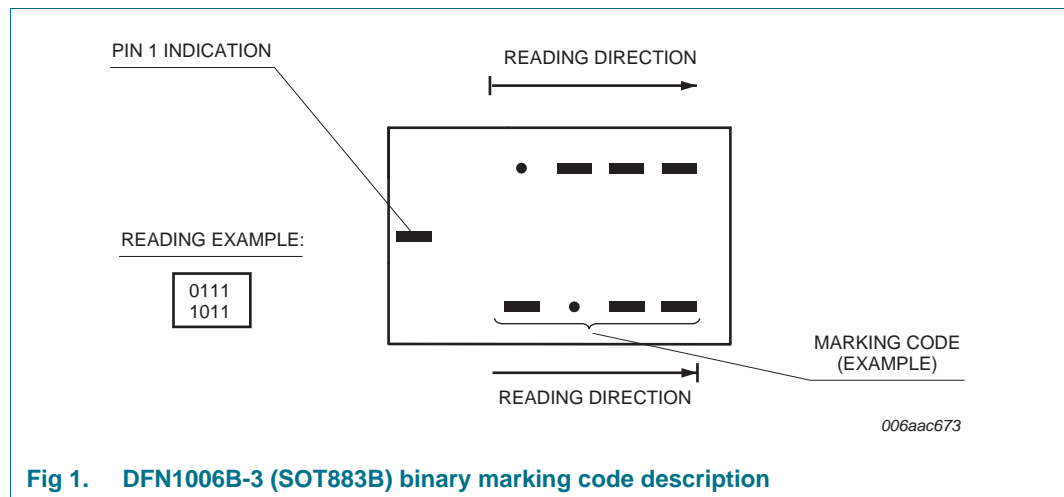 PIN 1 INDICATION
READING DIRECTION
READING EXAMPLE:
0111
1011
MARKING CODE
(EXAMPLE)
READING DIRECTION
006aac673
Fig 1. DFN1006B-3 (SOT883B) binary marking code description